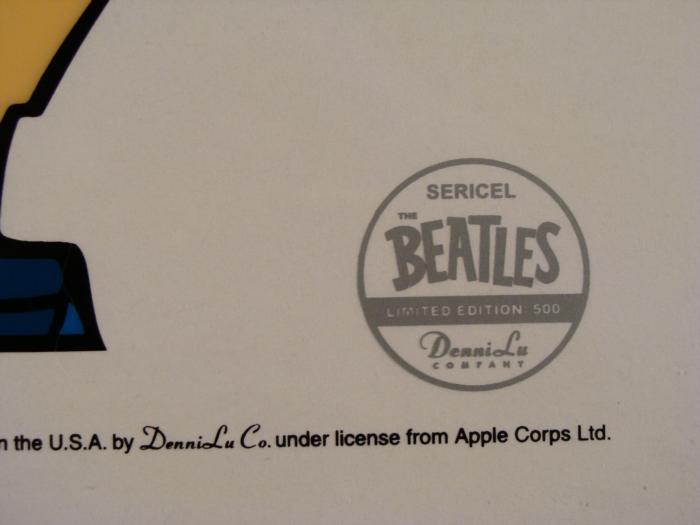 SERICEL
THE
BEATLES
LIMITED EDITION 500
DenniLu
COMPANY
n the U.S.A. by DenniLu Co. under license from Apple Corps Ltd.